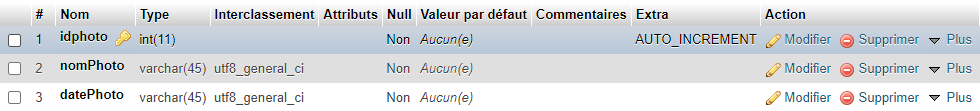 # Nom Type Interclassement Attributs Null Valeur par défaut Commentaires Extra Action
1 idphoto int(11) Non Aucun(e) AUTO_INCREMENT Modifier Supprimer Plus
2 nomPhoto varchar(45) utf8_general_ci Non Aucun(e) Modifier Supprimer Plus
3 datePhoto varchar(45) utf8_general_ci Non Aucun(e) Modifier Supprimer Plus